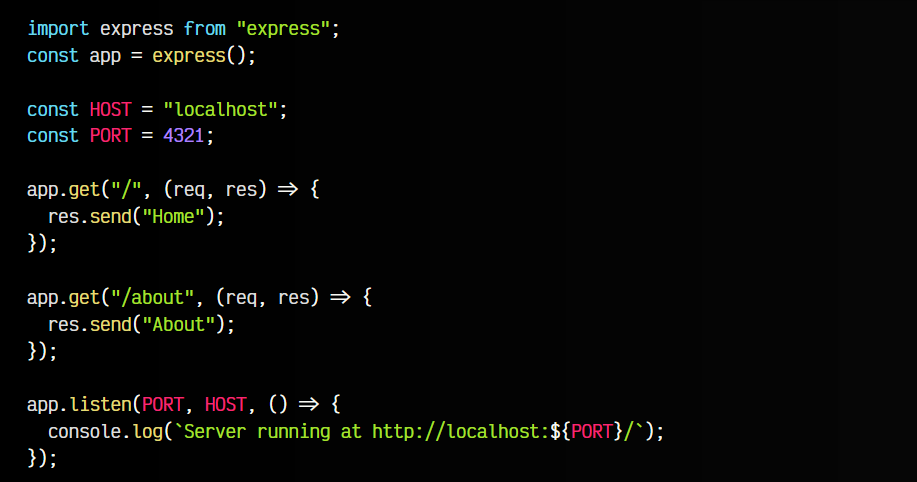 import express from "express";
const app = express();
const HOST = "localhost";
const PORT = 4321;
app.get("/", (req, res) => {
  res.send("Home");
});
app.get("/about", (req, res) => {
  res.send("About");
});
app.listen(PORT, HOST, () => {
  console.log(`Server running at http://localhost:${PORT}/`);
});